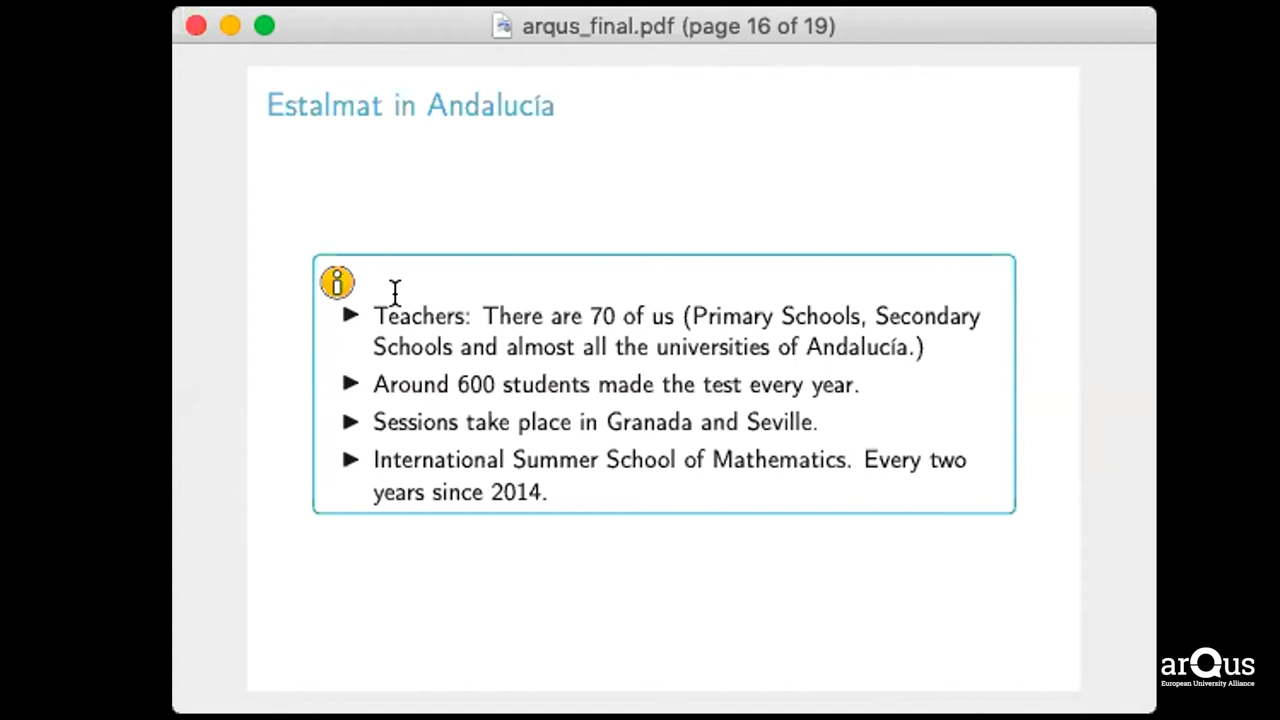 arqus_final.pdf (page 16 of 19)
Estalmat in Andalucía
Teachers: There are 70 of us (Primary Schools, Secondary
Schools and almost all the universities of Andalucía.)
Around 600 students made the test every year.
Sessions take place in Granada and Seville.
International Summer School of Mathematics. Every two
years since 2014.
arQus
European University Alliance